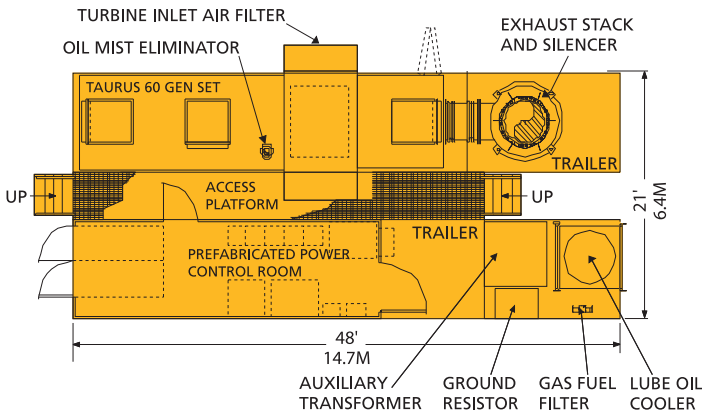 TURBINE INLET AIR FILTER
OIL MIST ELIMINATOR
EXHAUST STACK
AND SILENCER
TAURUS 60 GEN SET
TRAILER
UP
ACCESS
PLATFORM
UP
21'
6.4M
TRAILER
PREFABRICATED POWER
CONTROL ROOM
48'
14.7M
AUXILIARY
TRANSFORMER
GROUND
RESISTOR
GAS FUEL
FILTER
LUBE OIL
COOLER